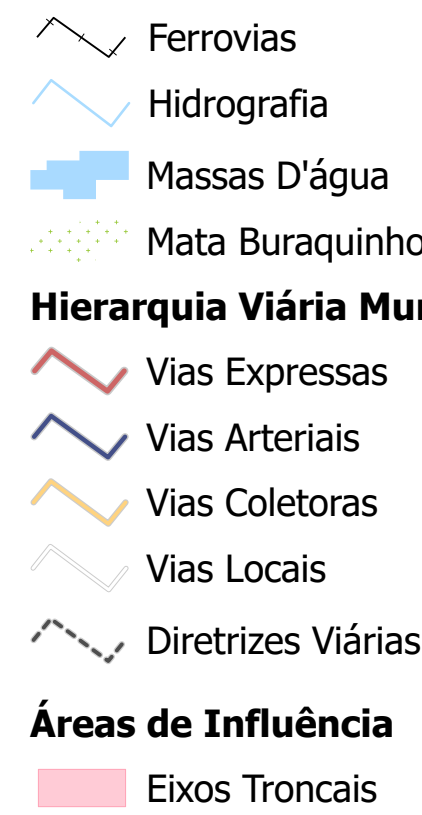 Ferrovias
Hidrografia
Massas D'água
Mata Buraquinho
Hierarquia Viária
Vias Expressas
Vias Arteriais
Vias Coletoras
Vias Locais
Diretrizes Viárias
Áreas de Influência
Eixos Troncais